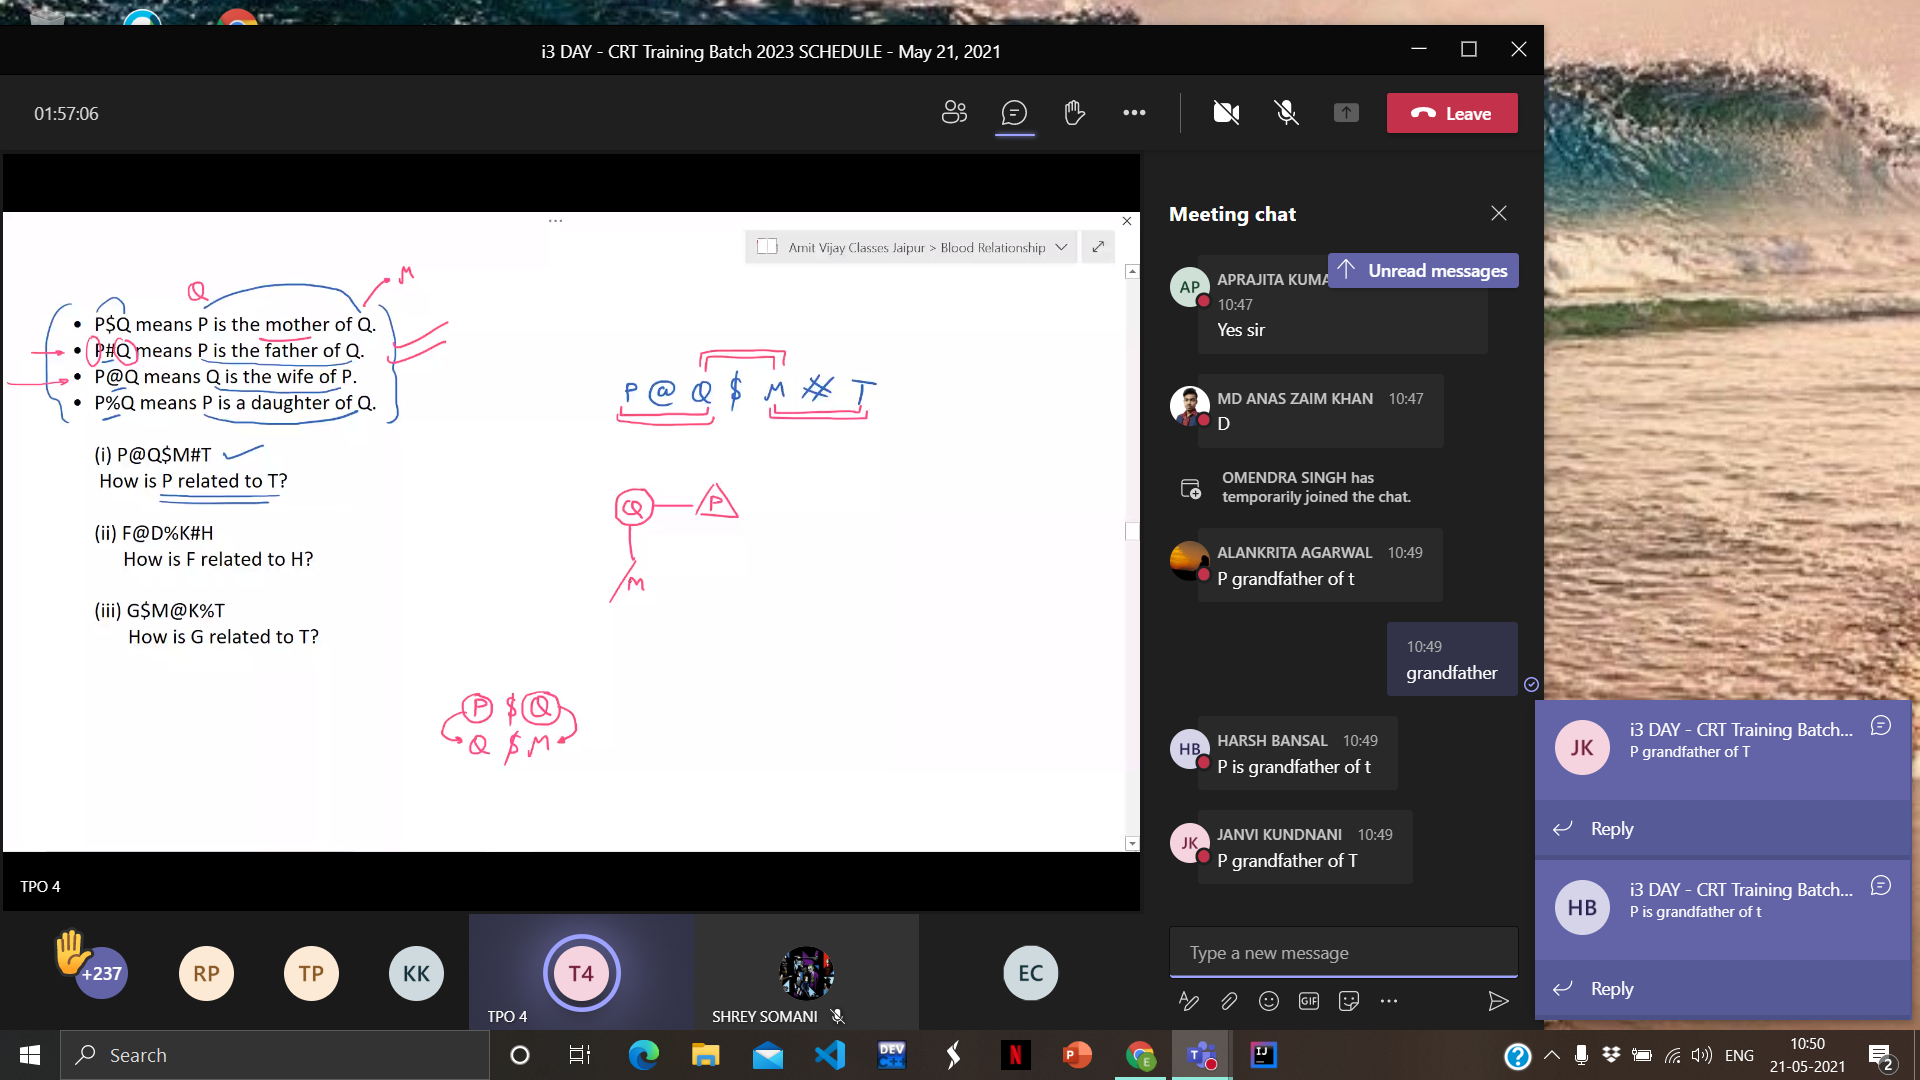 i3 DAY - CRT Training Batch 2023 SCHEDULE - May 21, 2021
01:57:06
Leave
Amit Vijay Classes Jaipur > Blood Relationship
Q
M
• P$Q means P is the mother of Q.
• P#Q means P is the father of Q.
• P@Q means Q is the wife of P.
• P%Q means P is a daughter of Q.
(i) P@Q$M#T
How is P related to T?
(ii) F@D%K#H
How is F related to H?
(iii) G$M@K%T
How is G related to T?
P @ Q $ M # T
Q P
M
P $ Q
Q $ M
TPO 4
Meeting chat
Unread messages
AP
APRAJITA KUMA
10:47
Yes sir
MD ANAS ZAIM KHAN 10:47
D
OMENDRA SINGH has
temporarily joined the chat.
ALANKRITA AGARWAL 10:49
P grandfather of t
10:49
grandfather
HB
HARSH BANSAL 10:49
P is grandfather of t
JK
JANVI KUNDNANI 10:49
P grandfather of T
Type a new message
GIF
JK
i3 DAY - CRT Training Batch...
P grandfather of T
Reply
HB
i3 DAY - CRT Training Batch...
P is grandfather of t
Reply
+237
RP
TP
KK
T4
TPO 4
SHREY SOMANI
EC
Search
DEV
C++
N
P
E
T
IJ
ENG
10:50
21-05-2021
2